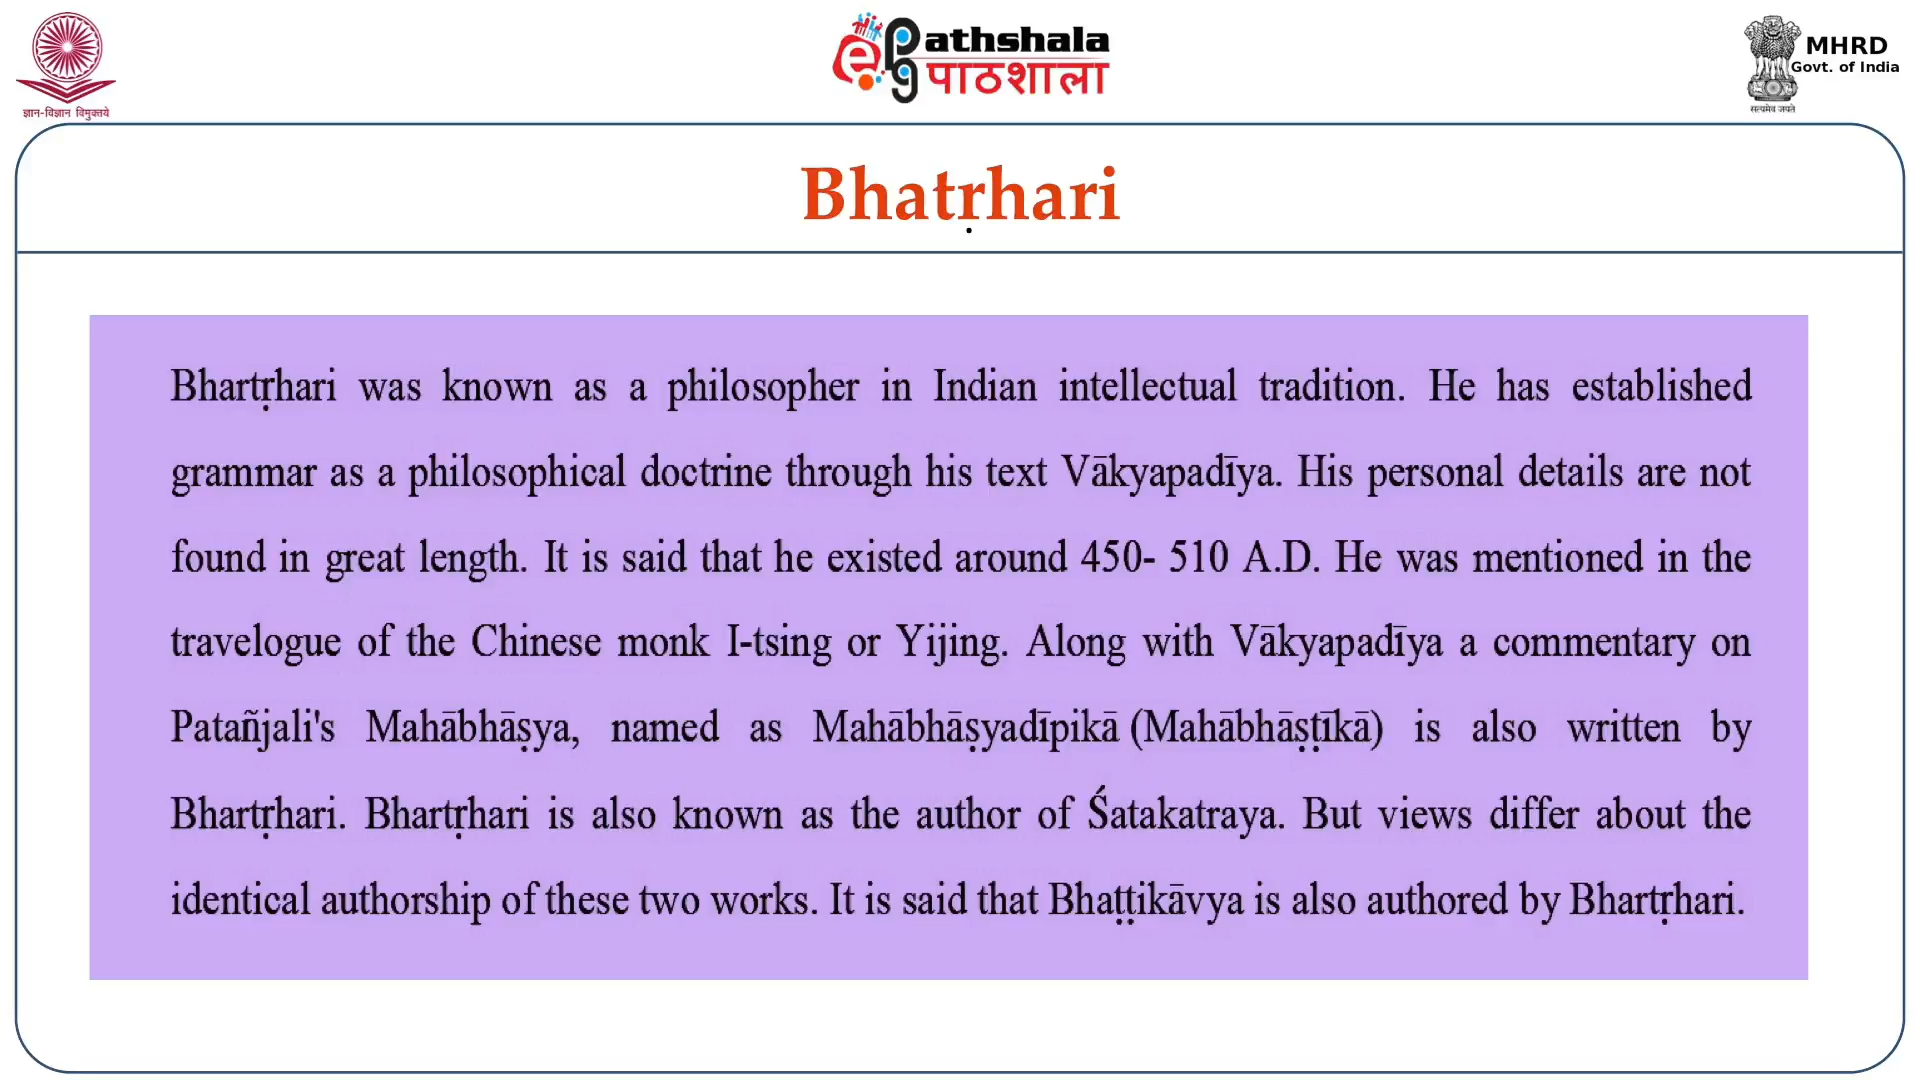 ज्ञान-विज्ञान विमुक्तये
e PG Pathshala
पाठशाला
MHRD
Govt. of India
सत्यमेव जयते
Bhatṛhari
Bhartṛhari was known as a philosopher in Indian intellectual tradition. He has established
grammar as a philosophical doctrine through his text Vākyapadīya. His personal details are not
found in great length. It is said that he existed around 450- 510 A.D. He was mentioned in the
travelogue of the Chinese monk I-tsing or Yijing. Along with Vākyapadīya a commentary on
Patañjali's Mahābhāṣya, named as Mahābhāṣyadīpikā (Mahābhāṣṭīkā) is also written by
Bhartṛhari. Bhartṛhari is also known as the author of Śatakatraya. But views differ about the
identical authorship of these two works. It is said that Bhaṭṭikāvya is also authored by Bhartṛhari.